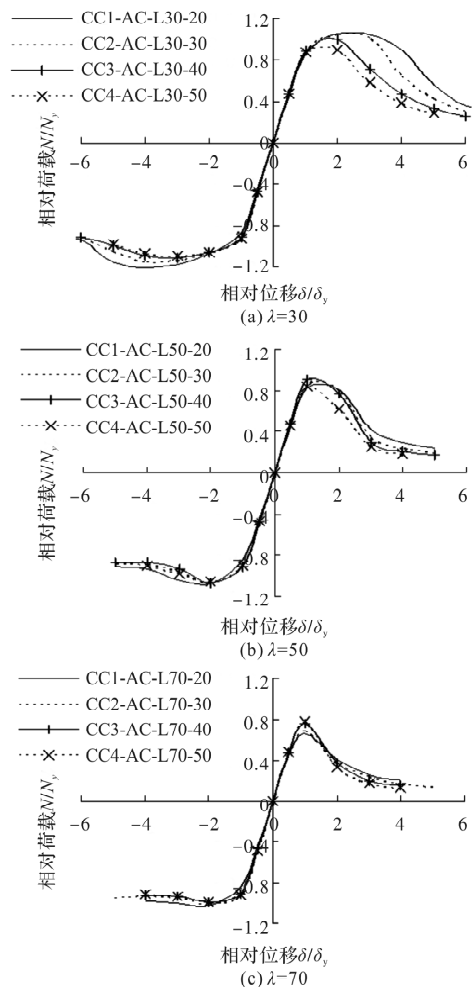 CC1-AC-L30-20
CC2-AC-L30-30
CC3-AC-L30-40
CC4-AC-L30-50
相对荷载N/Ny
1.2
0.8
0.4
0
-6 -4 -2 0 2 4 6
-0.4
-0.8
-1.2
相对位移δ/δy
(a) λ=30
CC1-AC-L50-20
CC2-AC-L50-30
CC3-AC-L50-40
CC4-AC-L50-50
相对荷载N/Ny
1.2
0.8
0.4
0
-6 -4 -2 0 2 4 6
-0.4
-0.8
-1.2
相对位移δ/δy
(b) λ=50
CC1-AC-L70-20
CC2-AC-L70-30
CC3-AC-L70-40
CC4-AC-L70-50
相对荷载N/Ny
1.2
0.8
0.4
0
-6 -4 -2 0 2 4 6
-0.4
-0.8
-1.2
相对位移δ/δy
(c) λ=70